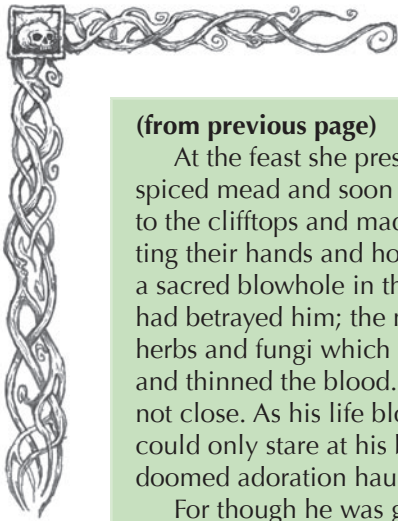 (from previous page)
At the feast she pres
spiced mead and soon
to the clifftops and mad
ting their hands and ho
a sacred blowhole in th
had betrayed him; the r
herbs and fungi which
and thinned the blood.
not close. As his life blo
could only stare at his b
doomed adoration hau
For though he was g